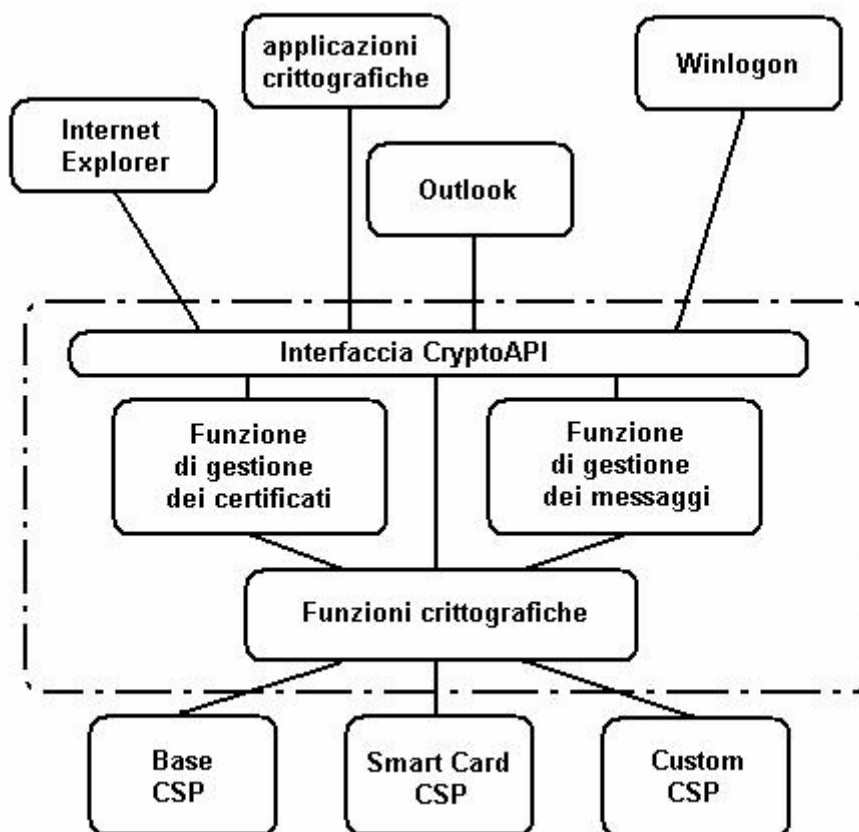 applicazioni
crittografiche
Winlogon
Internet
Explorer
Outlook
Interfaccia CryptoAPI
Funzione
di gestione
dei certificati
Funzione
di gestione
dei messaggi
Funzioni crittografiche
Base
CSP
Smart Card
CSP
Custom
CSP